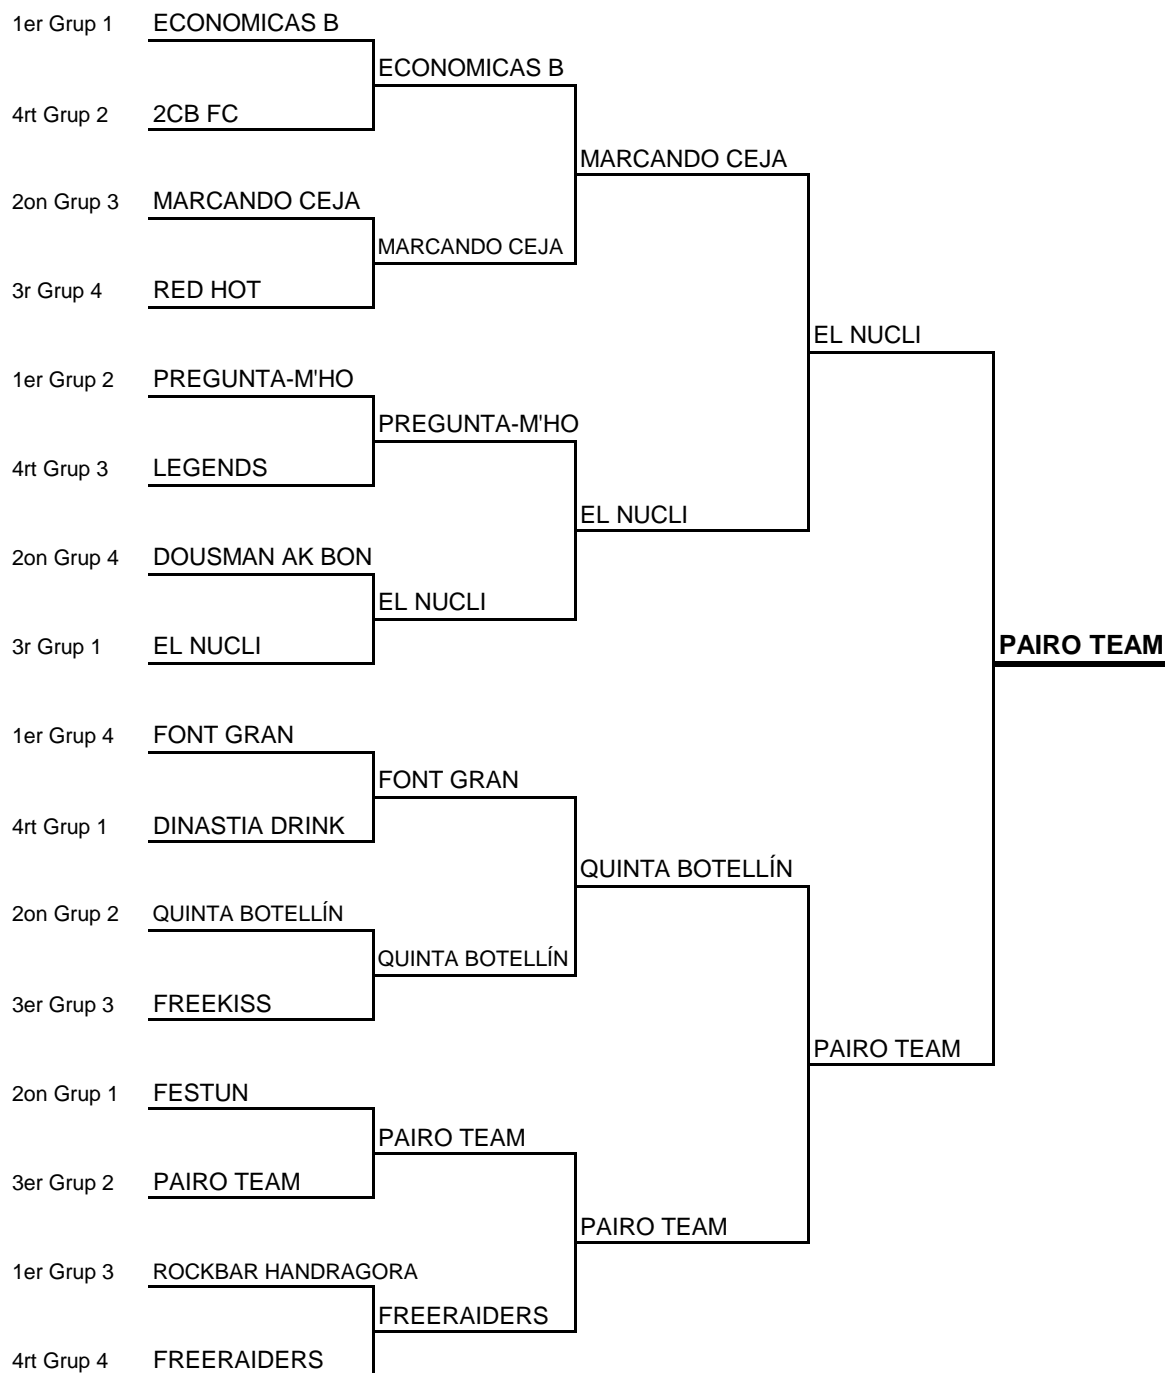 1er Grup 1 ECONOMICAS B
ECONOMICAS B
4rt Grup 2 2CB FC
MARCANDO CEJA
2on Grup 3 MARCANDO CEJA
MARCANDO CEJA
3r Grup 4 RED HOT
EL NUCLI
1er Grup 2 PREGUNTA-M'HO
PREGUNTA-M'HO
4rt Grup 3 LEGENDS
EL NUCLI
2on Grup 4 DOUSMAN AK BON
EL NUCLI
3r Grup 1 EL NUCLI
PAIRO TEAM
1er Grup 4 FONT GRAN
FONT GRAN
4rt Grup 1 DINASTIA DRINK
QUINTA BOTELLÍN
2on Grup 2 QUINTA BOTELLÍN
QUINTA BOTELLÍN
3er Grup 3 FREEKISS
PAIRO TEAM
2on Grup 1 FESTUN
PAIRO TEAM
3er Grup 2 PAIRO TEAM
PAIRO TEAM
1er Grup 3 ROCKBAR HANDRAGORA
FREERAIDERS
4rt Grup 4 FREERAIDERS